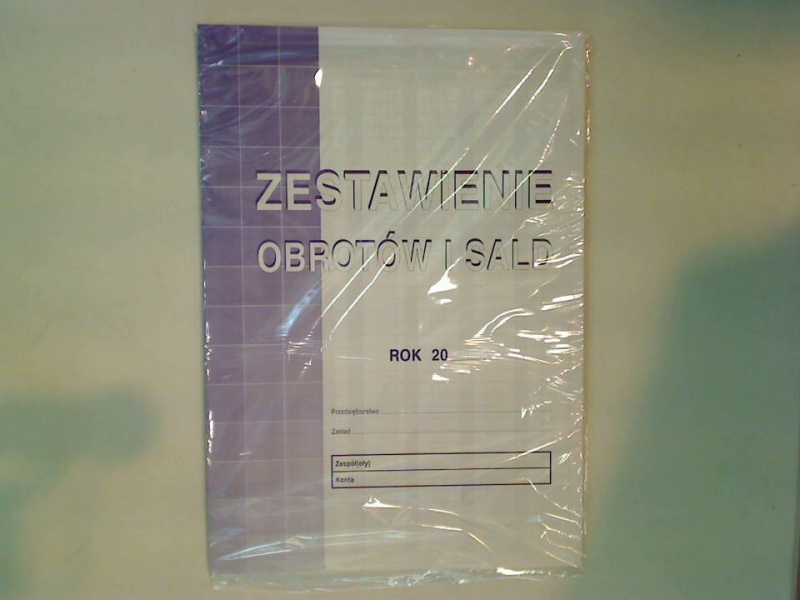 ZESTAWIENIE
OBROTÓW I SALD
ROK 20
Przedsiębiorstwo
Zakład
Zespół(oły)
Konta